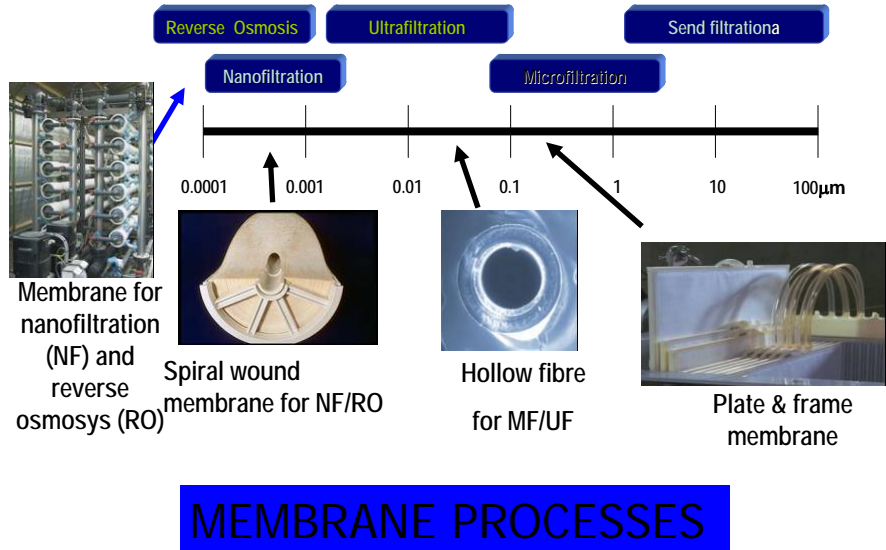 Reverse Osmosis
Ultrafiltration
Send filtrationa
Nanofiltration
Microfiltration
0.0001
0.001
0.01
0.1
1
10
100µm
Membrane for
nanofiltration
(NF) and
reverse
osmosys (RO)
Spiral wound
membrane for NF/RO
Hollow fibre
for MF/UF
Plate & frame
membrane
MEMBRANE PROCESSES